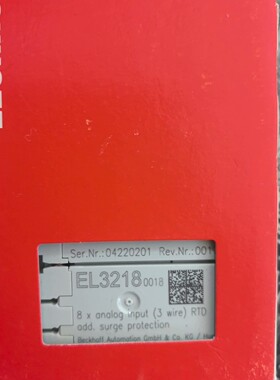 Ser.Nr.: 04220201 Rev.Nr.: 001
EL3218 0018
8 x analog input (3 wire) RTD
add. surge protection
Beckhoff Automation GmbH & Co. KG /